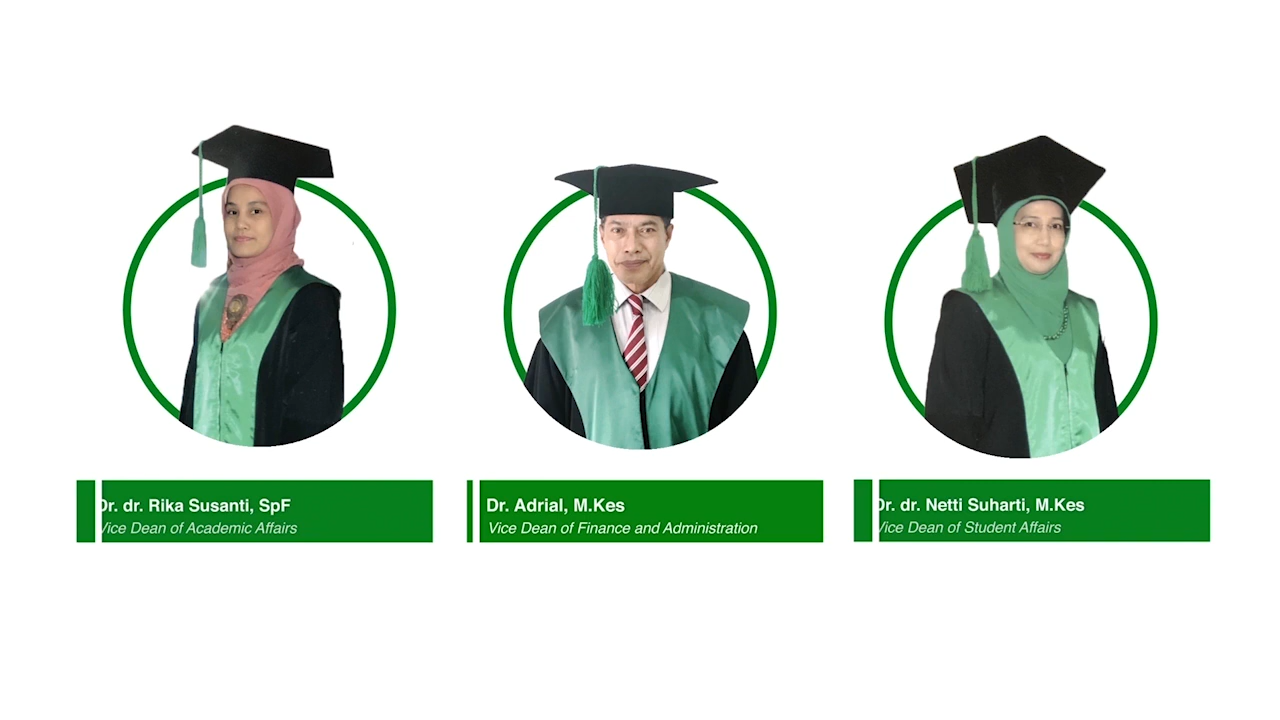 Dr. dr. Rika Susanti, SpF
Vice Dean of Academic Affairs
Dr. Adrial, M.Kes
Vice Dean of Finance and Administration
Dr. dr. Netti Suharti, M.Kes
Vice Dean of Student Affairs